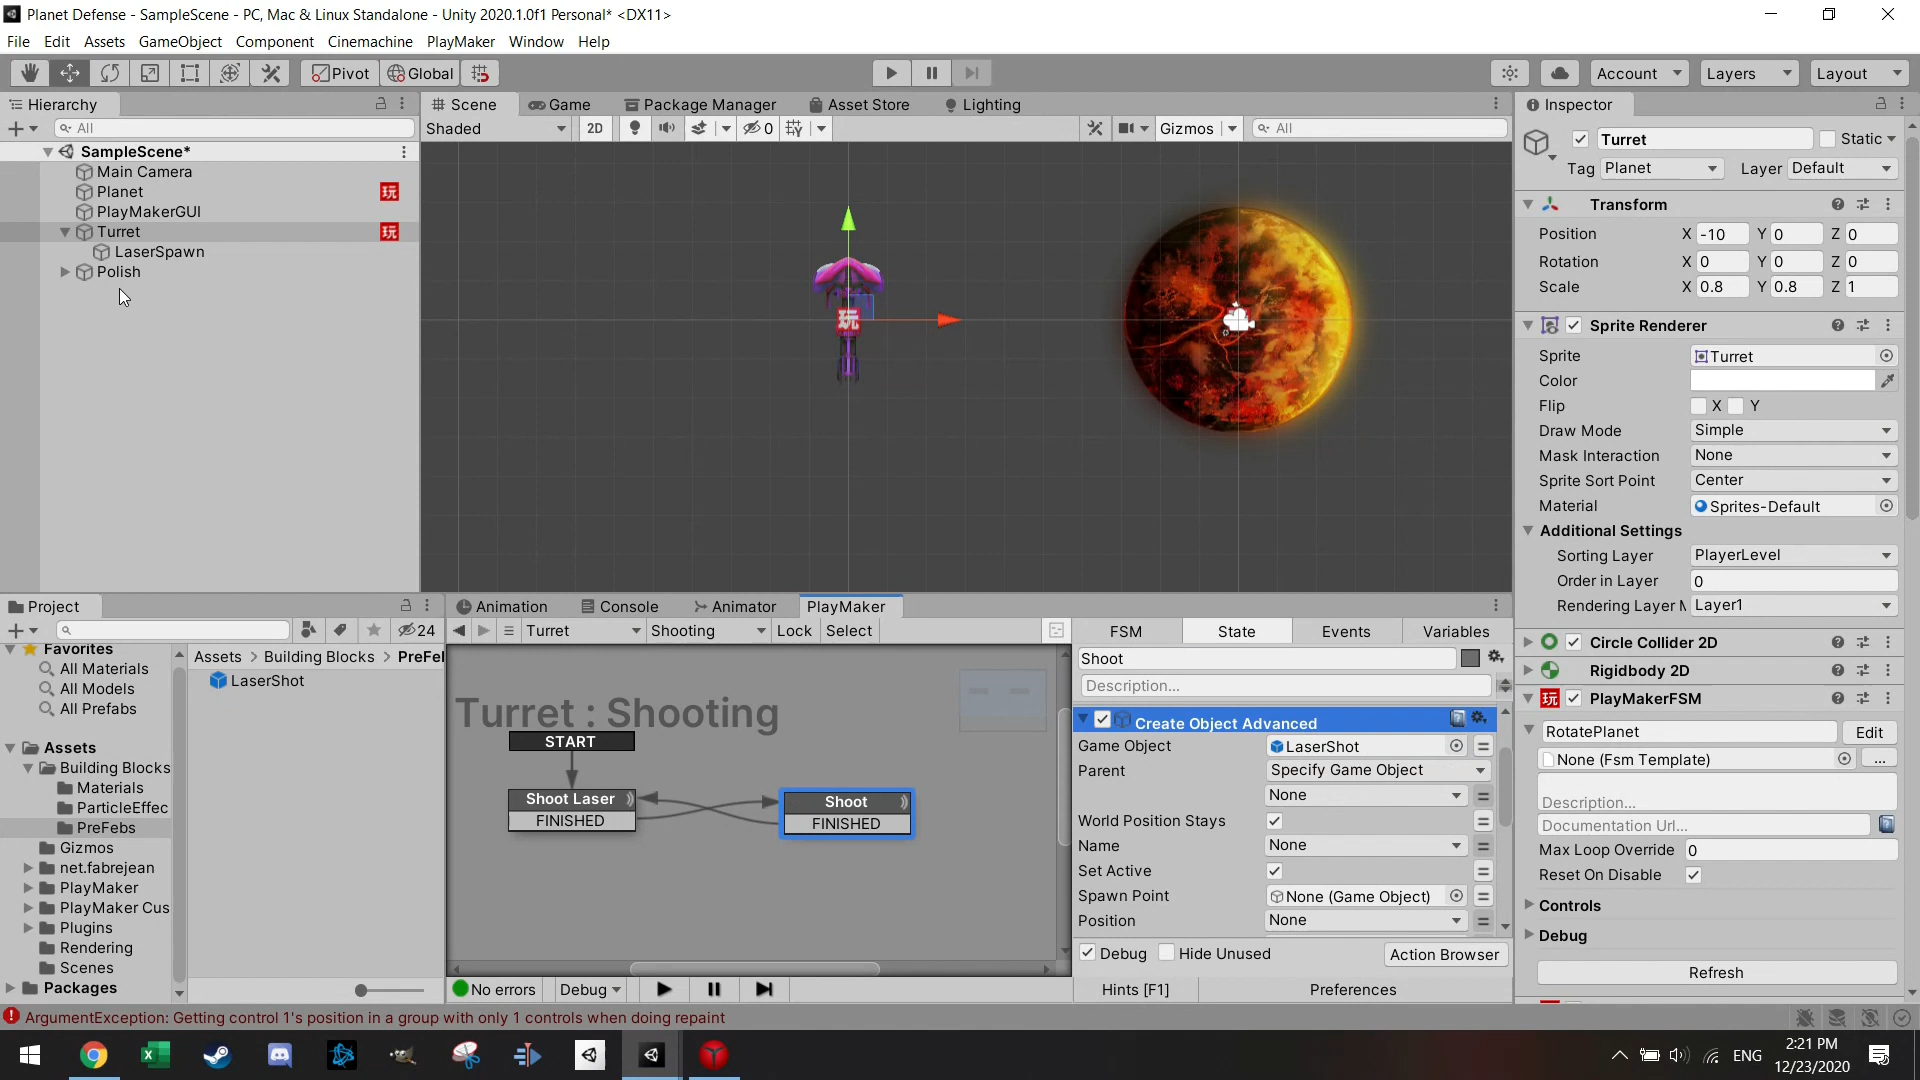 Planet Defense - SampleScene - PC, Mac & Linux Standalone - Unity 2020.1.0f1 Personal* <DX11>
File Edit Assets GameObject Component Cinemachine PlayMaker Window Help
Pivot Global Account Layers Layout
Hierarchy
All
SampleScene*
Main Camera
Planet 玩
PlayMakerGUI
Turret 玩
LaserSpawn
Polish
Scene Game Package Manager Asset Store Lighting
Shaded 2D 0 Gizmos All
玩
Inspector
Turret Static
Tag Planet Layer Default
Transform
Position X -10 Y 0 Z 0
Rotation X 0 Y 0 Z 0
Scale X 0.8 Y 0.8 Z 1
Sprite Renderer
Sprite Turret
Color
Flip X Y
Draw Mode Simple
Mask Interaction None
Sprite Sort Point Center
Material Sprites-Default
Additional Settings
Sorting Layer PlayerLevel
Order in Layer 0
Rendering Layer M Layer1
Circle Collider 2D
Rigidbody 2D
玩 PlayMakerFSM
RotatePlanet Edit
None (Fsm Template) ...
Description...
Documentation Url...
Max Loop Override 0
Reset On Disable
Controls
Debug
Refresh
Project
24
Favorites
All Materials
All Models
All Prefabs
Assets
Building Blocks
Materials
ParticleEffec
PreFebs
Gizmos
net.fabrejean
PlayMaker
PlayMaker Cus
Plugins
Rendering
Scenes
Packages
Assets > Building Blocks > PreFel
LaserShot
Animation Console Animator PlayMaker
Turret Shooting Lock Select
Turret : Shooting
START
Shoot Laser
FINISHED
Shoot
FINISHED
No errors Debug
FSM State Events Variables
Shoot
Description...
Create Object Advanced
Game Object LaserShot
Parent Specify Game Object
None
World Position Stays
Name None
Set Active
Spawn Point None (Game Object)
Position None
Debug Hide Unused Action Browser
Hints [F1] Preferences
ArgumentException: Getting control 1's position in a group with only 1 controls when doing repaint
ENG
2:21 PM
12/23/2020